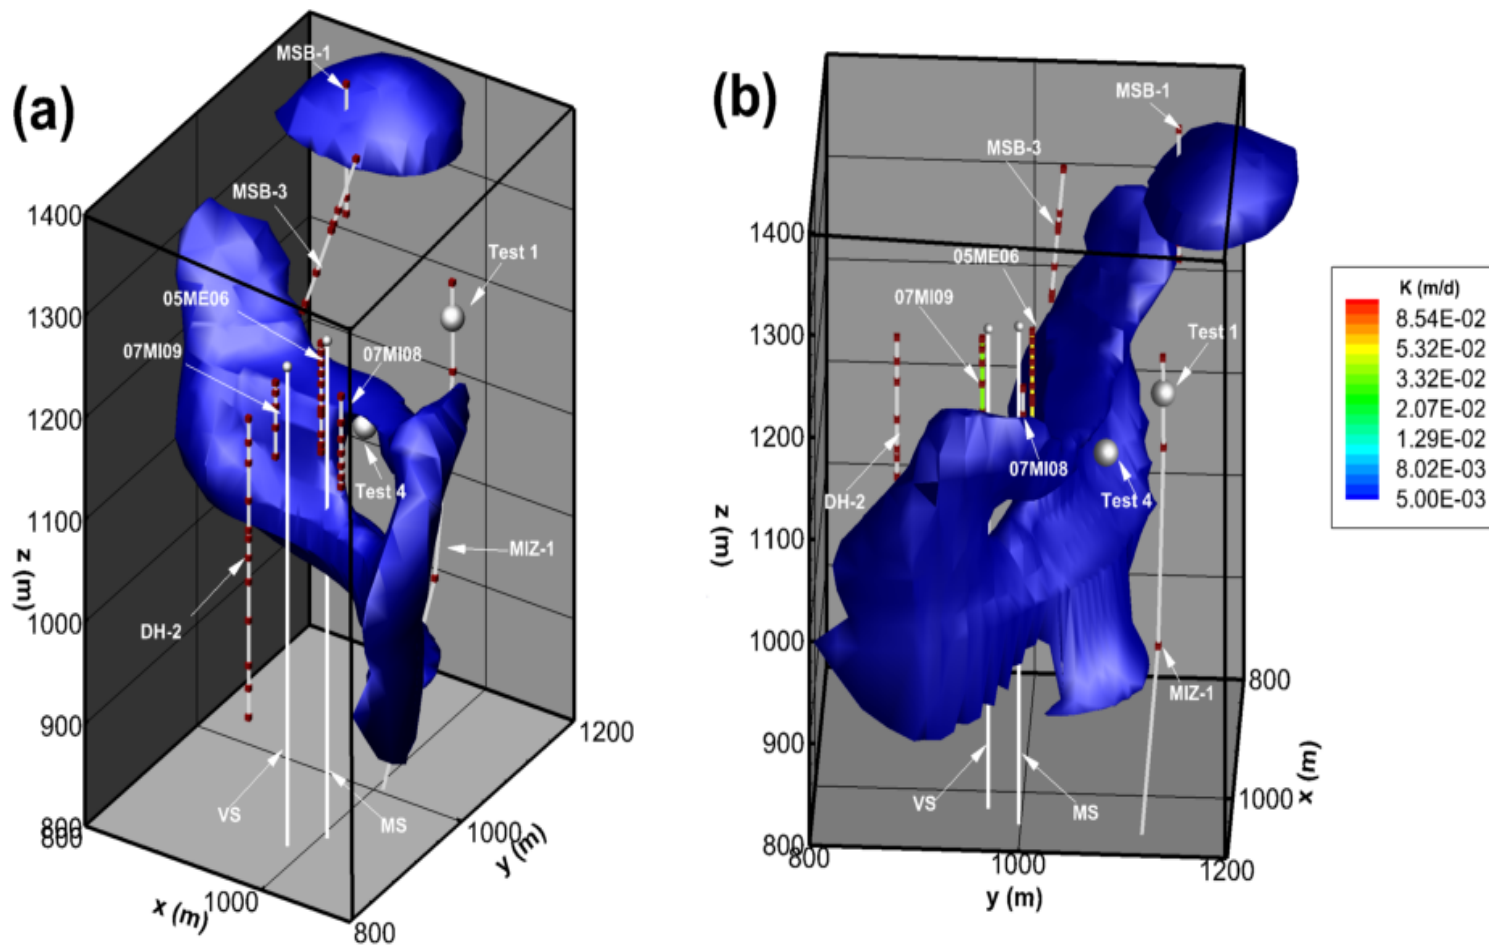 (a)
MSB-1
MSB-3
Test 1
05ME06
07MI09
07MI08
Test 4
MIZ-1
DH-2
VS
MS
1400
1300
1200
1100
1000
900
800
z (m)
x (m)
1000
800
y (m)
1000
1200
(b)
MSB-1
MSB-3
05ME06
07MI09
Test 1
07MI08
DH-2
Test 4
MIZ-1
VS
MS
1400
1300
1200
1100
1000
900
800
z (m)
800
1000
1200
y (m)
800
1000
x (m)
K (m/d)
8.54E-02
5.32E-02
3.32E-02
2.07E-02
1.29E-02
8.02E-03
5.00E-03